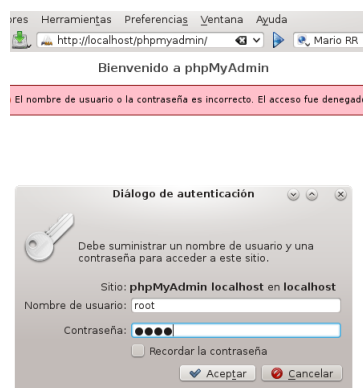 ores Herramientas Preferencias Ventana Ayuda
http://localhost/phpmyadmin/ Mario RR
Bienvenido a phpMyAdmin
El nombre de usuario o la contraseña es incorrecto. El acceso fue denegad
Diálogo de autenticación
Debe suministrar un nombre de usuario y una
contraseña para acceder a este sitio.
Sitio: phpMyAdmin localhost en localhost
Nombre de usuario: root
Contraseña: ●●●●
Recordar la contraseña
Aceptar Cancelar